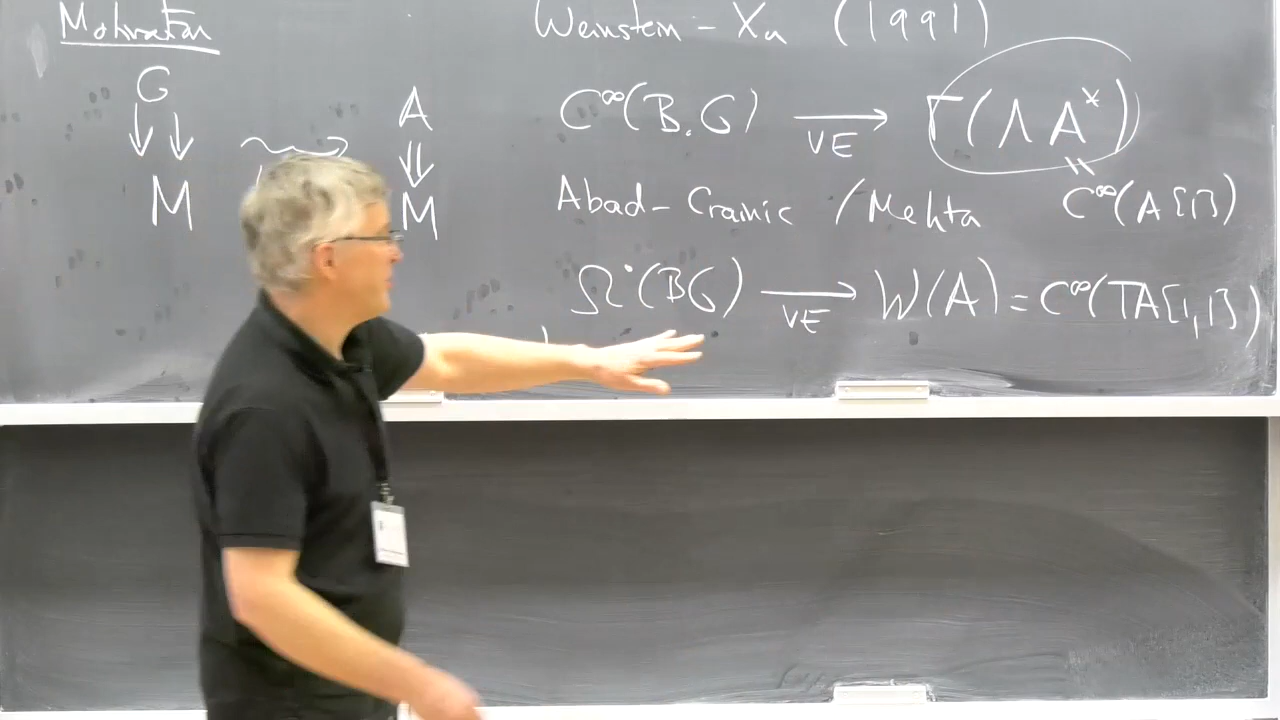 Motivation
G
M
A
⇓
M
Weinstein - Xu (1991)
C^∞(B.G) →_{VE} Γ(ΛA^*)
Abad-Crainic / Mehta
C^∞(A[1])
Ω^•(BG) →_{VE} W(A) = C^∞(TA[1,1])